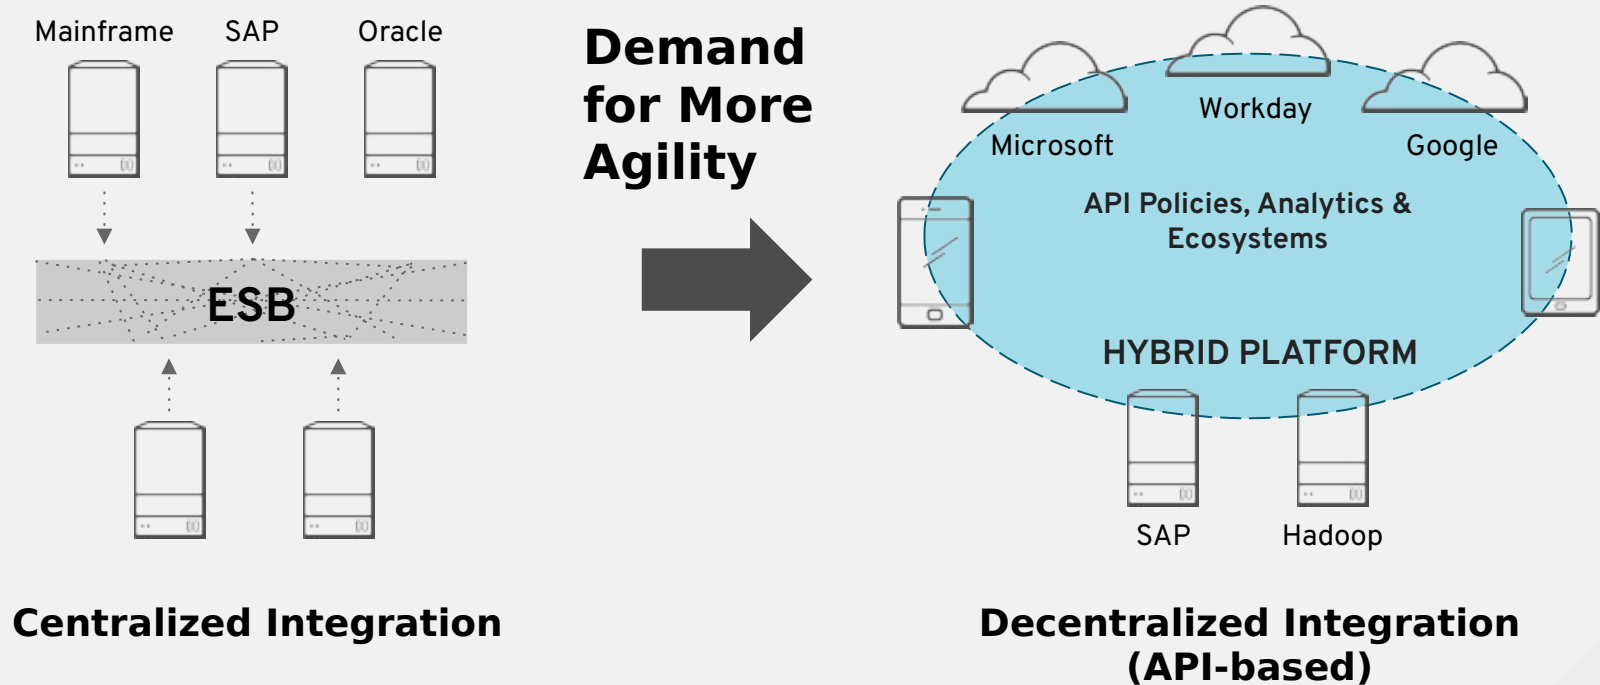 Mainframe
SAP
Oracle
ESB
Centralized Integration
Demand
for More
Agility
Microsoft
Workday
Google
API Policies, Analytics &
Ecosystems
HYBRID PLATFORM
SAP
Hadoop
Decentralized Integration
(API-based)